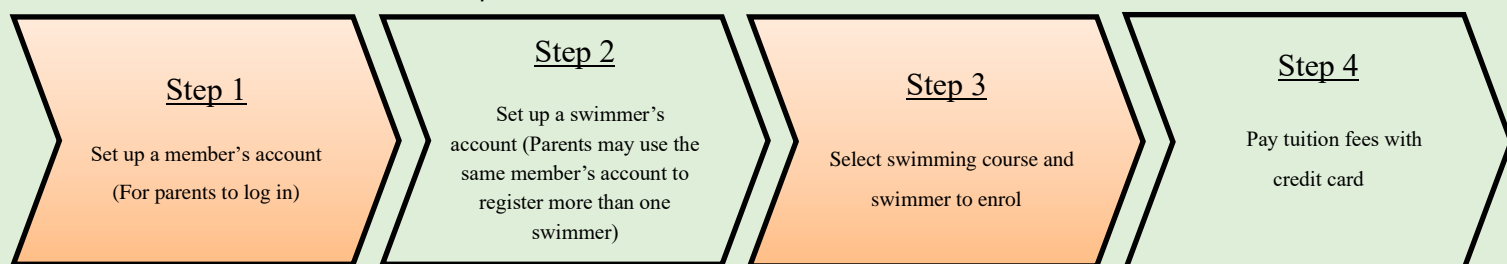 Step 1
Set up a member’s account
(For parents to log in)
Step 2
Set up a swimmer’s
account (Parents may use the
same member’s account to
register more than one
swimmer)
Step 3
Select swimming course and
swimmer to enrol
Step 4
Pay tuition fees with
credit card